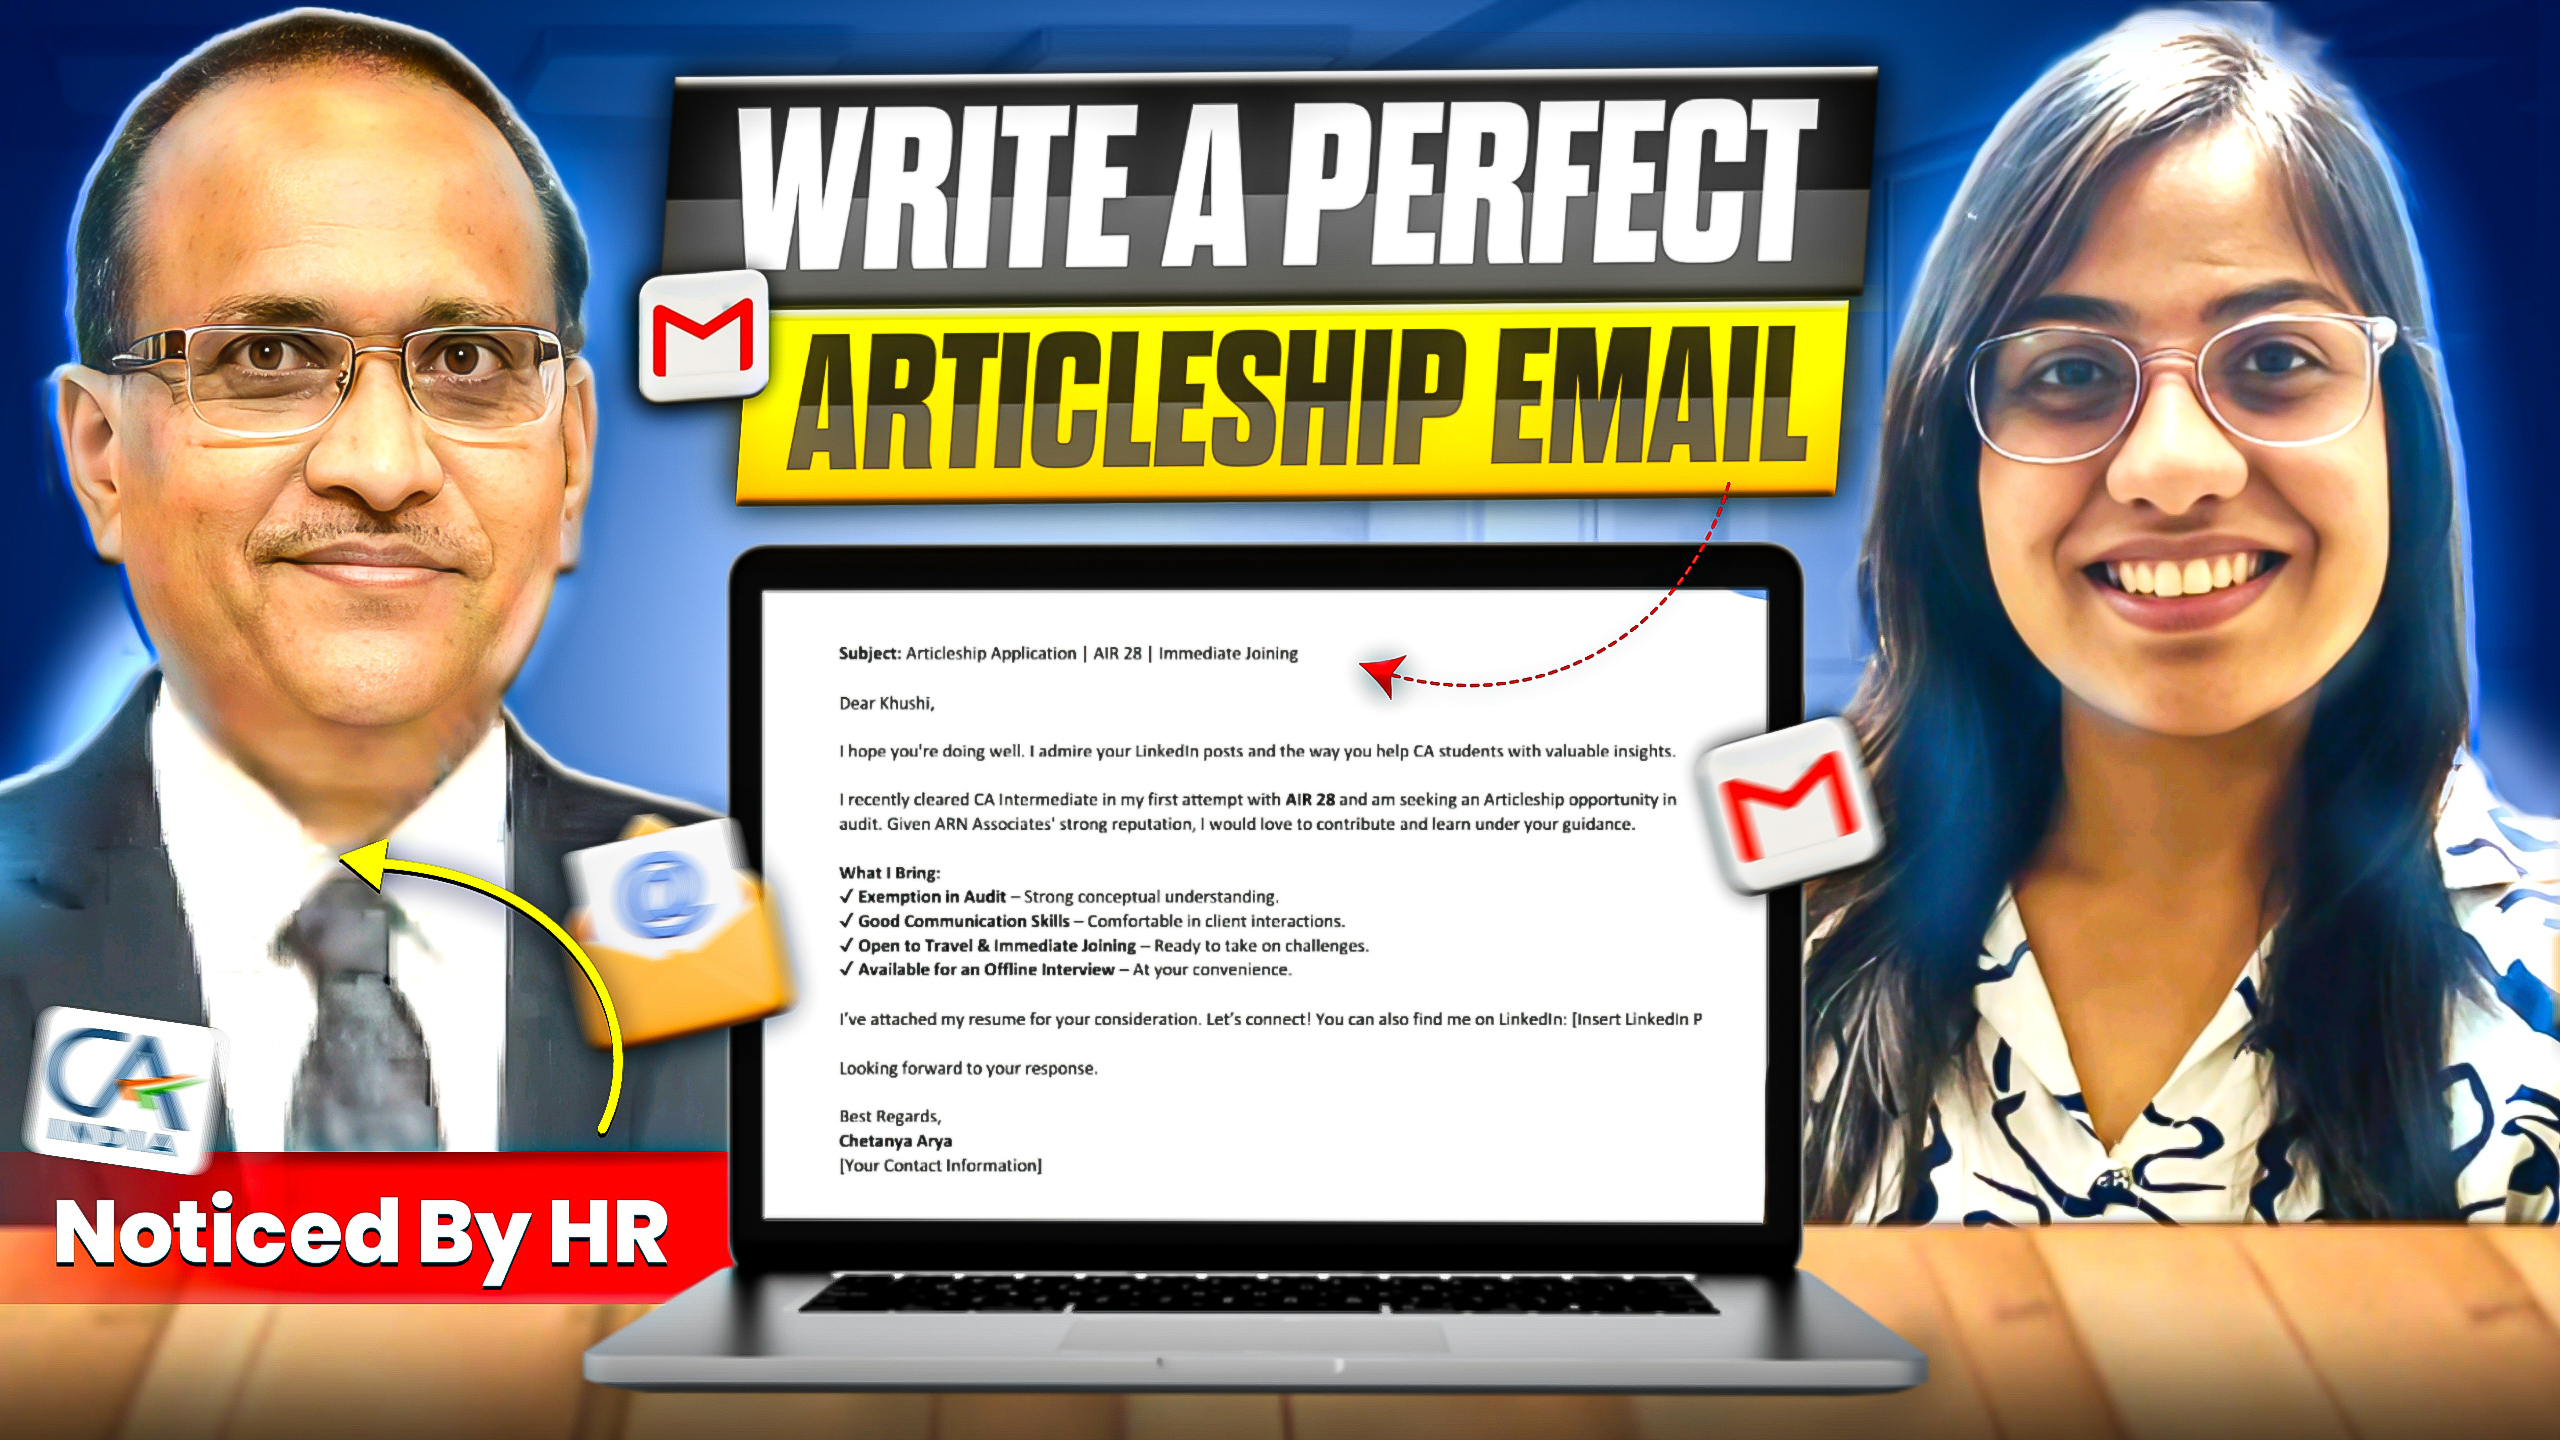 WRITE A PERFECT
ARTICLESHIP EMAIL
Subject: Articleship Application | AIR 28 | Immediate Joining
Dear Khushi,
I hope you're doing well. I admire your LinkedIn posts and the way you help CA students with valuable insights.
I recently cleared CA Intermediate in my first attempt with AIR 28 and am seeking an Articleship opportunity in
audit. Given ARN Associates' strong reputation, I would love to contribute and learn under your guidance.
What I Bring:
✓ Exemption in Audit – Strong conceptual understanding.
✓ Good Communication Skills – Comfortable in client interactions.
✓ Open to Travel & Immediate Joining – Ready to take on challenges.
✓ Available for an Offline Interview – At your convenience.
I've attached my resume for your consideration. Let's connect! You can also find me on LinkedIn: [Insert LinkedIn P
Looking forward to your response.
Best Regards,
Chetanya Arya
[Your Contact Information]
@
CA
INDIA
Noticed By HR